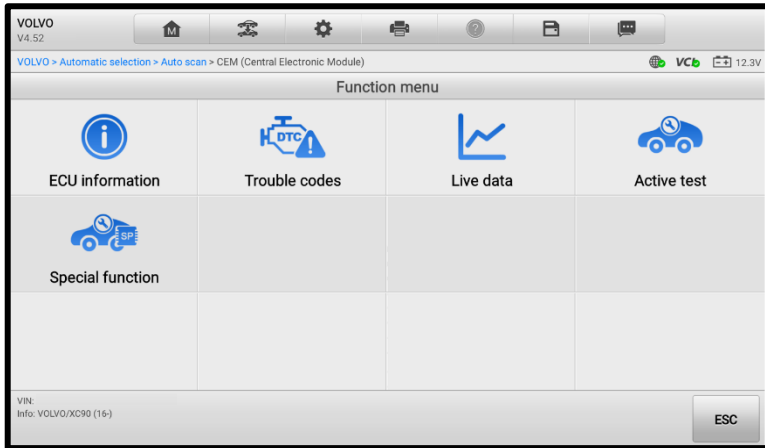 VOLVO
V4.52
M
?
VOLVO > Automatic selection > Auto scan > CEM (Central Electronic Module)
VCb
12.3V
Function menu
i
DTC
ECU information
Trouble codes
Live data
Active test
SP
Special function
VIN:
Info: VOLVO/XC90 (16-)
ESC